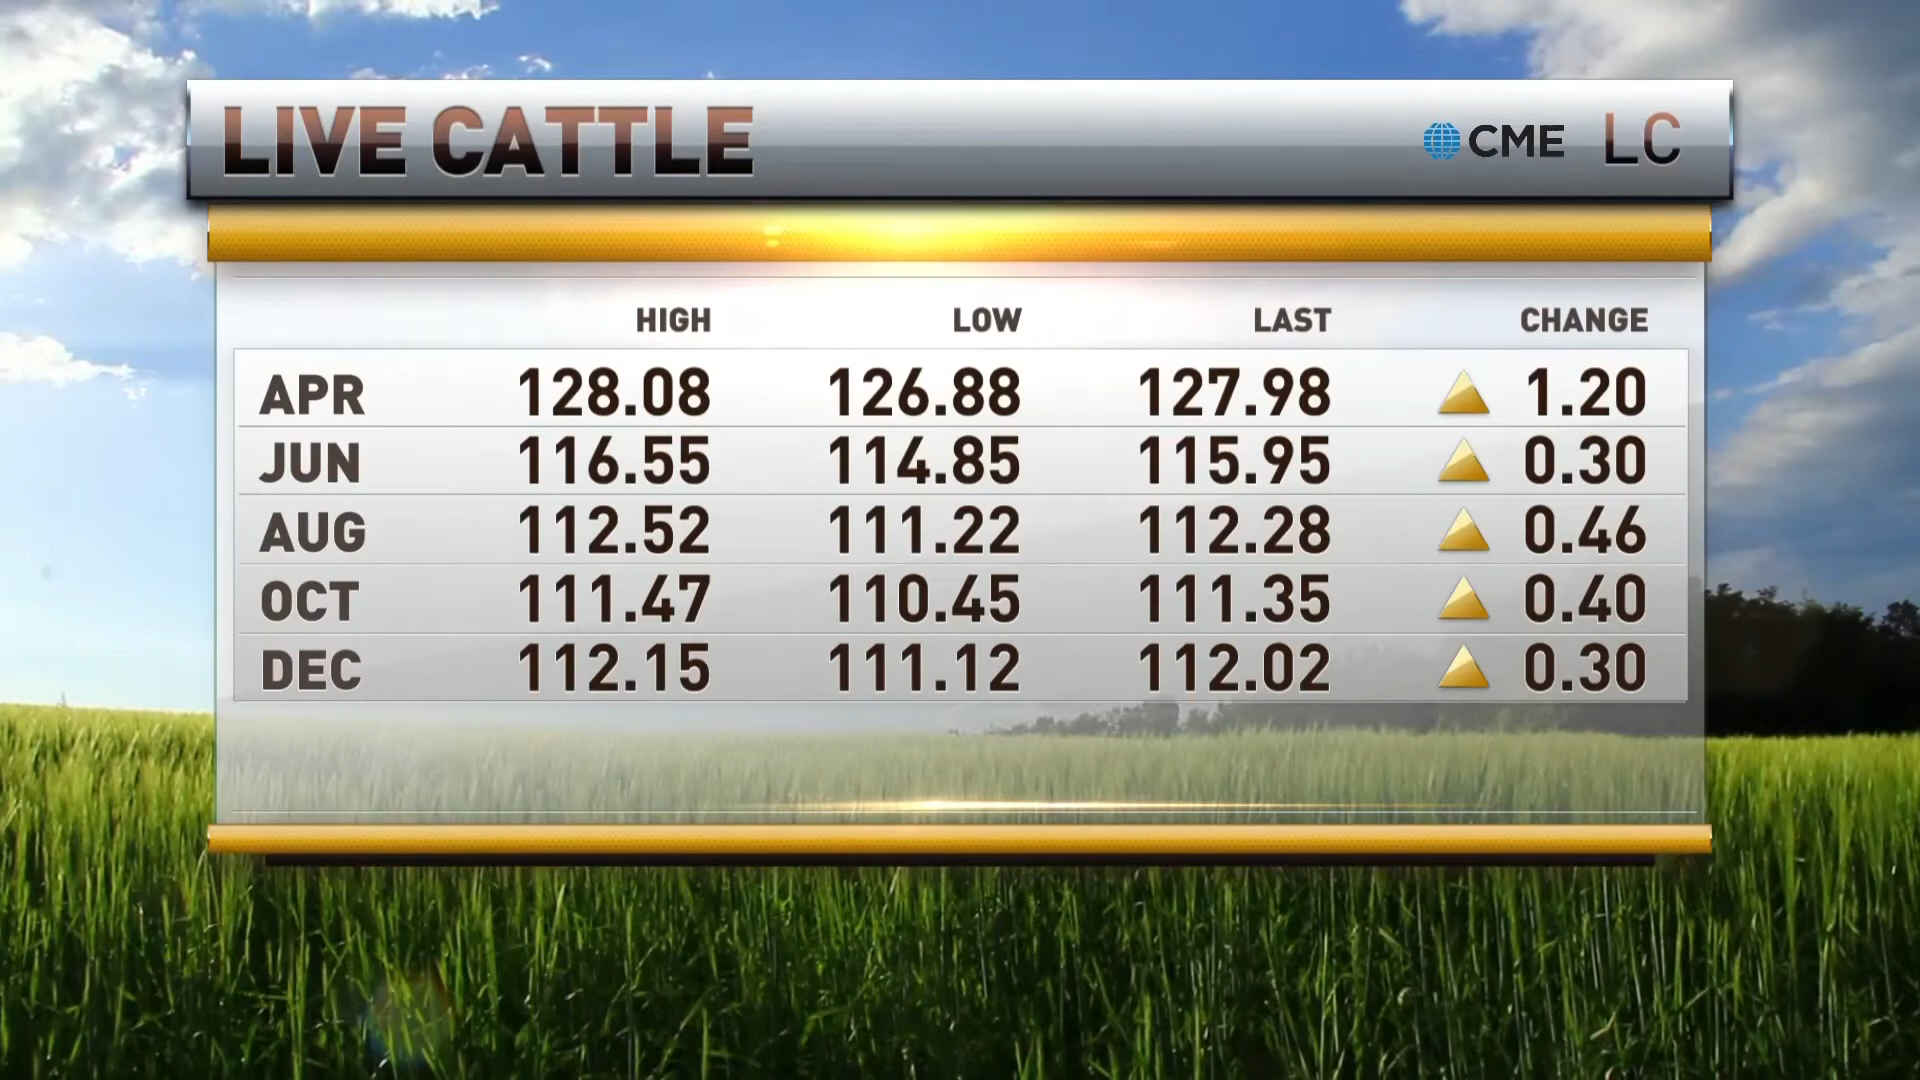 LIVE CATTLE CME LC
HIGH LOW LAST CHANGE
APR 128.08 126.88 127.98 1.20
JUN 116.55 114.85 115.95 0.30
AUG 112.52 111.22 112.28 0.46
OCT 111.47 110.45 111.35 0.40
DEC 112.15 111.12 112.02 0.30